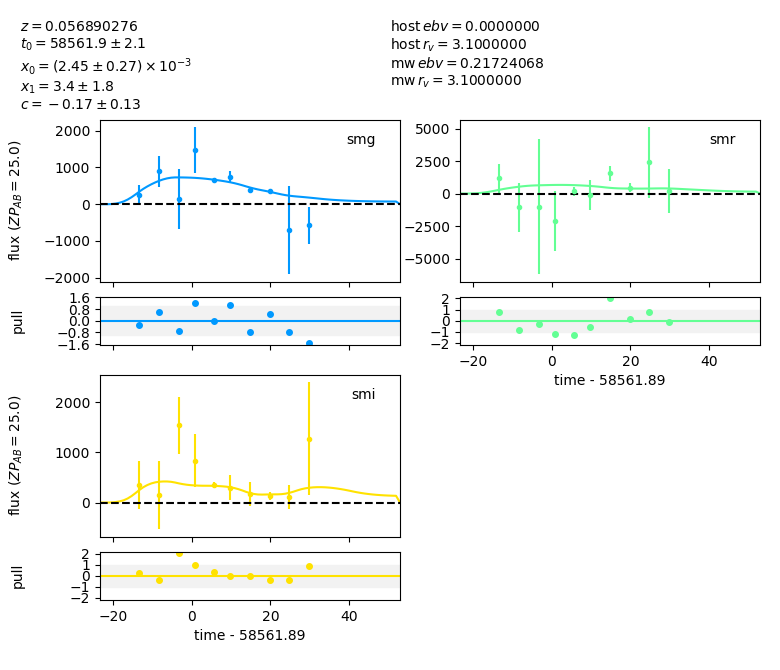 z = 0.056890276
t₀ = 58561.9 ± 2.1
x₀ = (2.45 ± 0.27) × 10⁻³
x₁ = 3.4 ± 1.8
c = −0.17 ± 0.13
host ebv = 0.0000000
host r_v = 3.1000000
mw ebv = 0.21724068
mw r_v = 3.1000000
flux (ZP_AB = 25.0)
2000
1000
0
−1000
−2000
smg
5000
2500
0
−2500
−5000
smr
pull
1.6
0.8
0.0
−0.8
−1.6
2
1
0
−1
−2
−20 0 20 40
time - 58561.89
flux (ZP_AB = 25.0)
2000
1000
0
smi
pull
2
1
0
−1
−2
−20 0 20 40
time - 58561.89